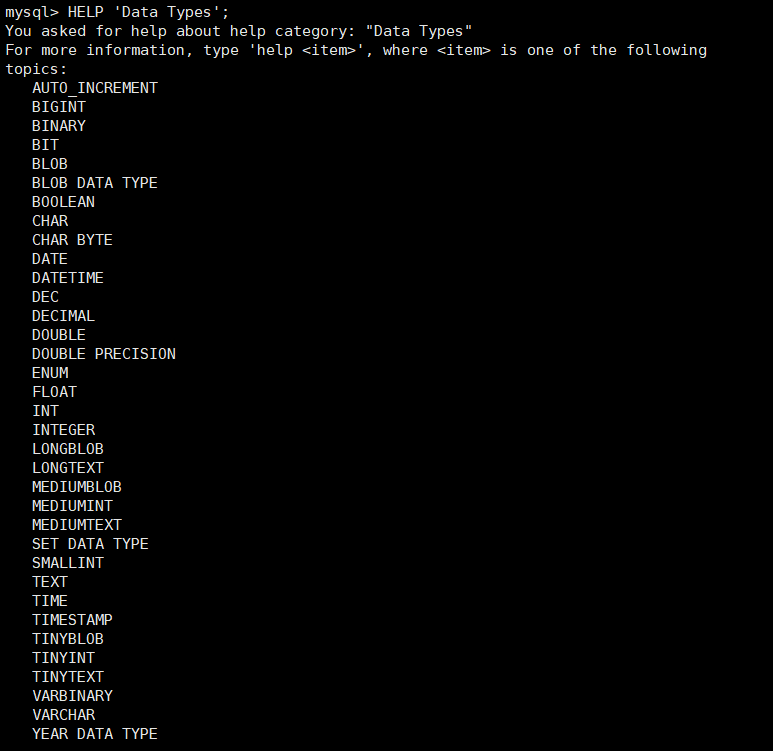 mysql> HELP 'Data Types';
You asked for help about help category: "Data Types"
For more information, type 'help <item>', where <item> is one of the following
topics:
AUTO_INCREMENT
BIGINT
BINARY
BIT
BLOB
BLOB DATA TYPE
BOOLEAN
CHAR
CHAR BYTE
DATE
DATETIME
DEC
DECIMAL
DOUBLE
DOUBLE PRECISION
ENUM
FLOAT
INT
INTEGER
LONGBLOB
LONGTEXT
MEDIUMBLOB
MEDIUMINT
MEDIUMTEXT
SET DATA TYPE
SMALLINT
TEXT
TIME
TIMESTAMP
TINYBLOB
TINYINT
TINYTEXT
VARBINARY
VARCHAR
YEAR DATA TYPE